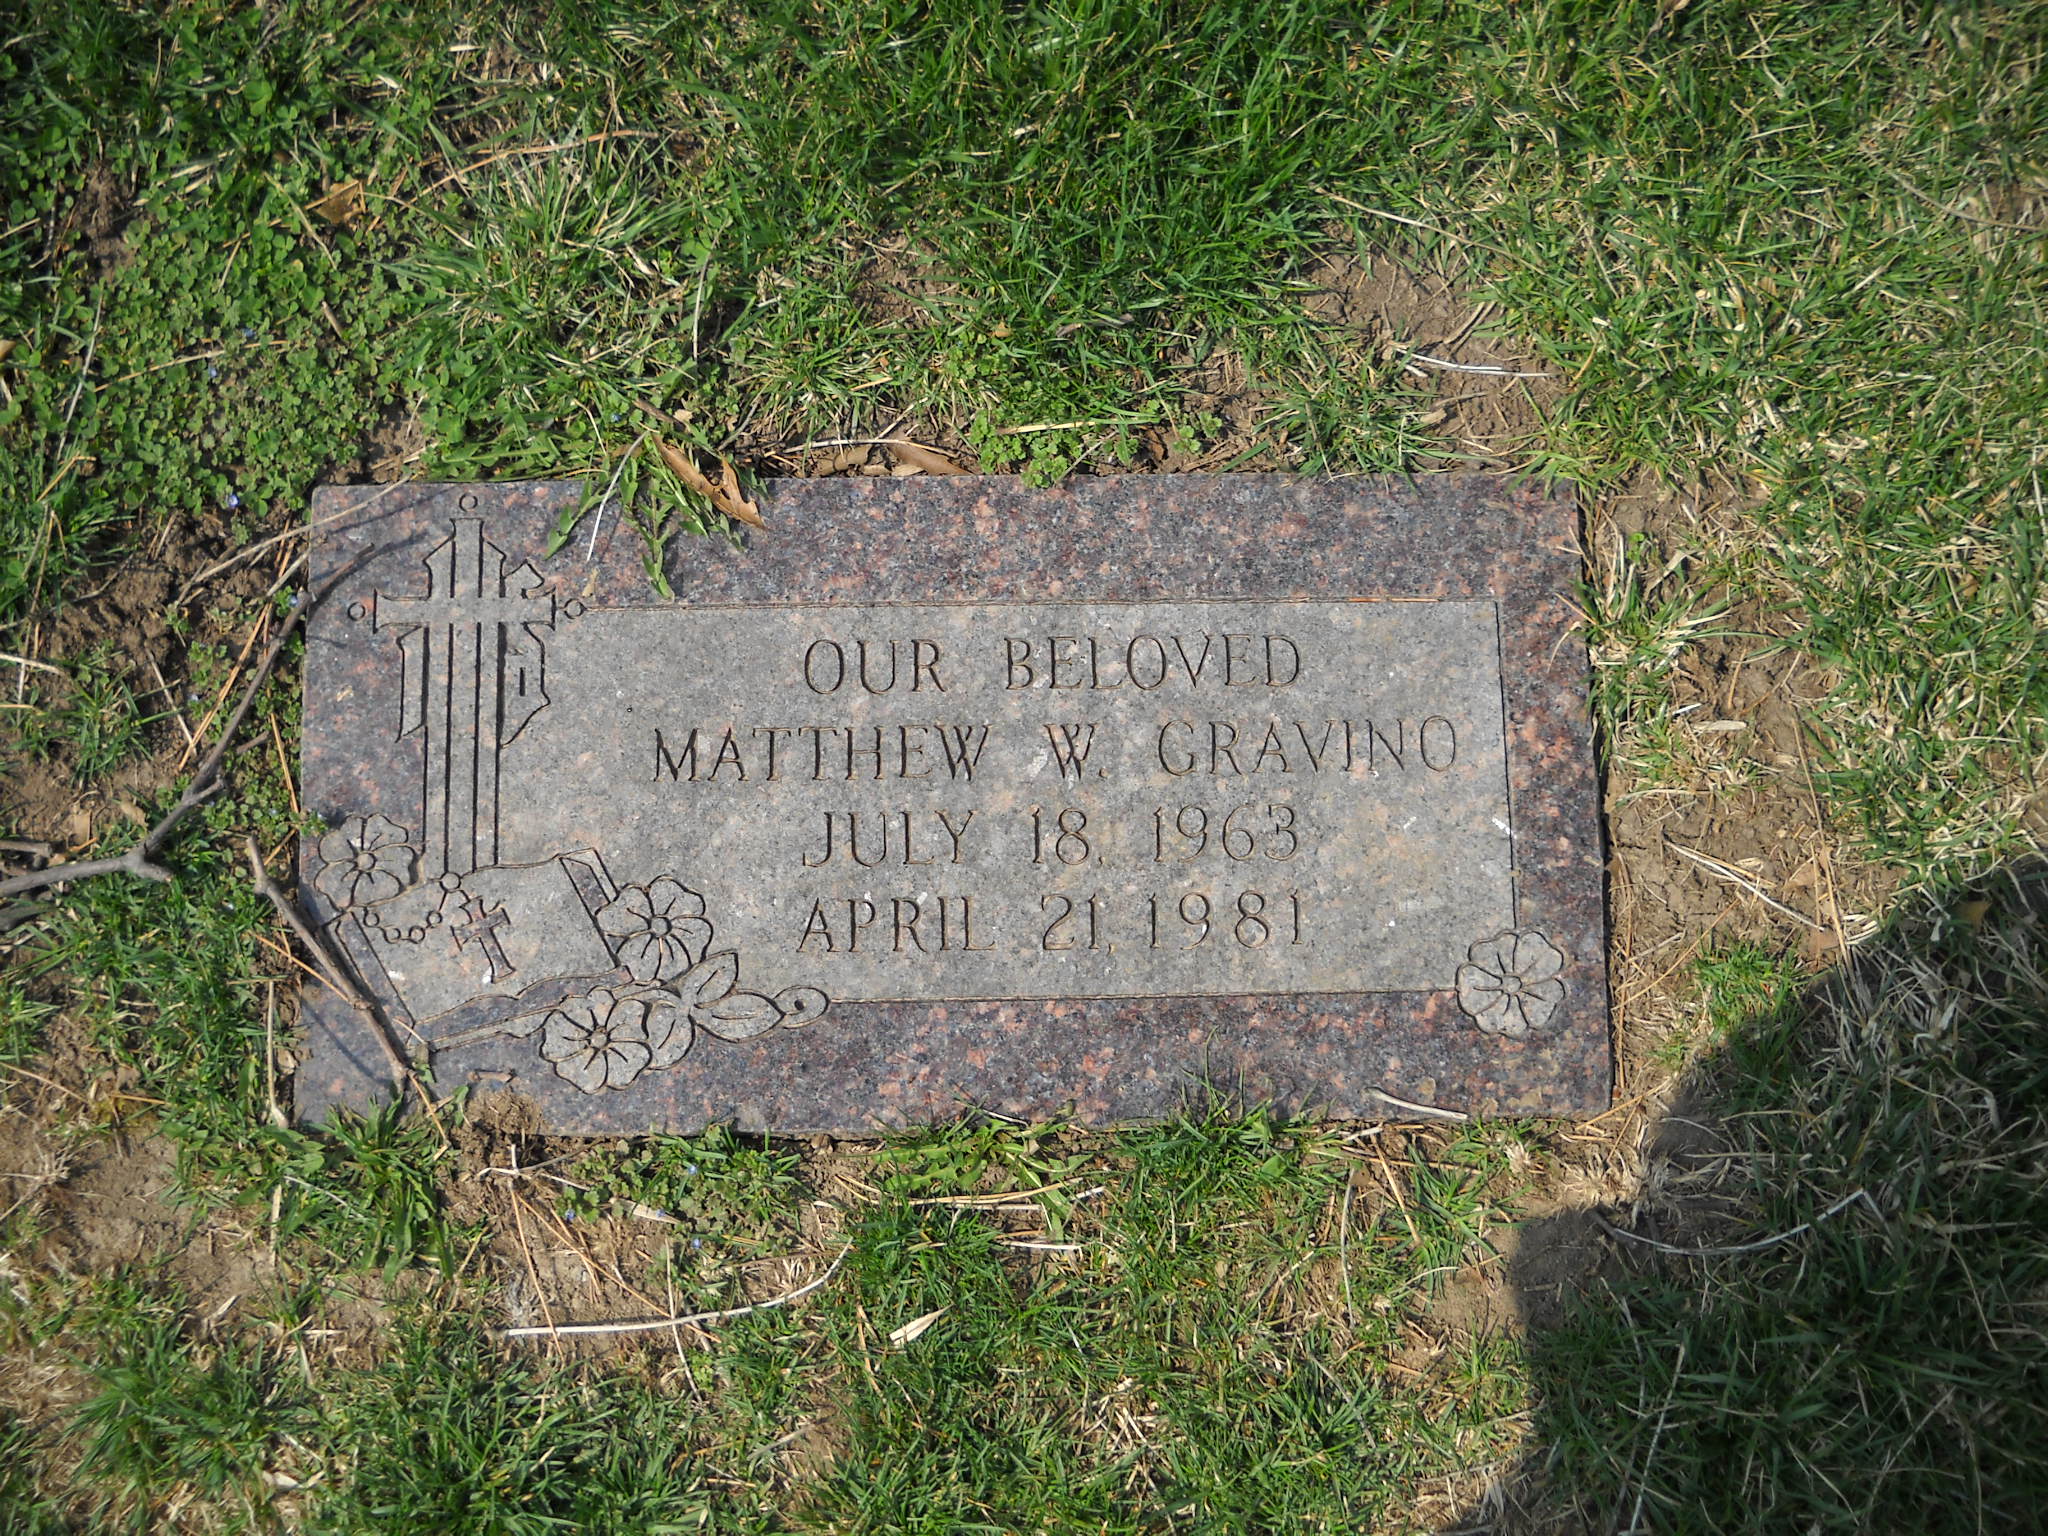 OUR BELOVED
MATTHEW W. GRAVINO
JULY 18, 1963
APRIL 21, 1981